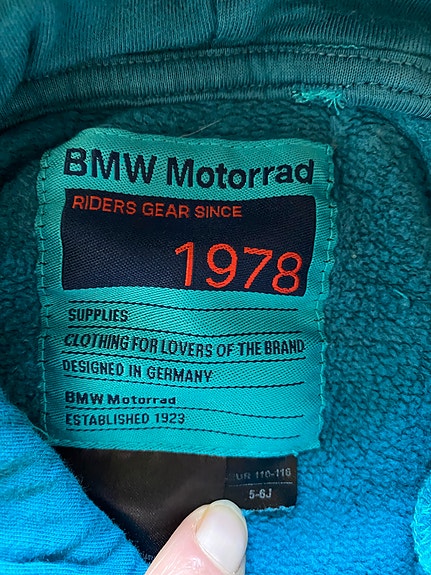 BMW Motorrad
RIDERS GEAR SINCE
1978
SUPPLIES
CLOTHING FOR LOVERS OF THE BRAND
DESIGNED IN GERMANY
BMW Motorrad
ESTABLISHED 1923
110-116
5-6J